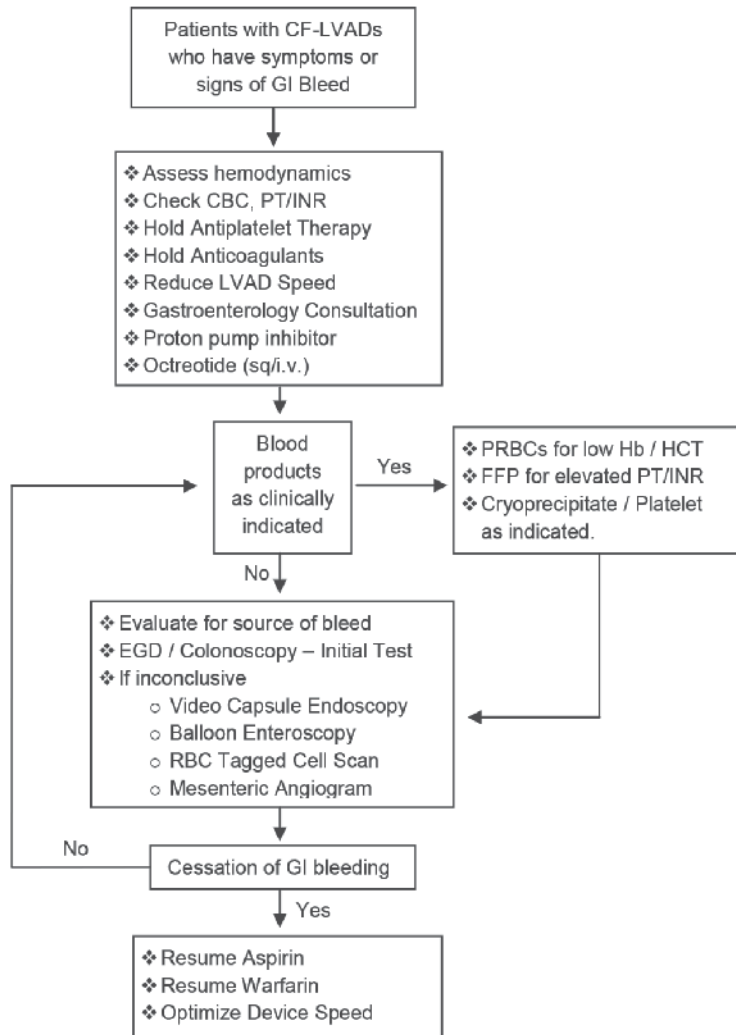 Patients with CF-LVADs
who have symptoms or
signs of GI Bleed
❖ Assess hemodynamics
❖ Check CBC, PT/INR
❖ Hold Antiplatelet Therapy
❖ Hold Anticoagulants
❖ Reduce LVAD Speed
❖ Gastroenterology Consultation
❖ Proton pump inhibitor
❖ Octreotide (sq/i.v.)
Blood
products
as clinically
indicated
Yes
❖ PRBCs for low Hb / HCT
❖ FFP for elevated PT/INR
❖ Cryoprecipitate / Platelet
as indicated.
No
❖ Evaluate for source of bleed
❖ EGD / Colonoscopy – Initial Test
❖ If inconclusive
○ Video Capsule Endoscopy
○ Balloon Enteroscopy
○ RBC Tagged Cell Scan
○ Mesenteric Angiogram
No
Cessation of GI bleeding
Yes
❖ Resume Aspirin
❖ Resume Warfarin
❖ Optimize Device Speed